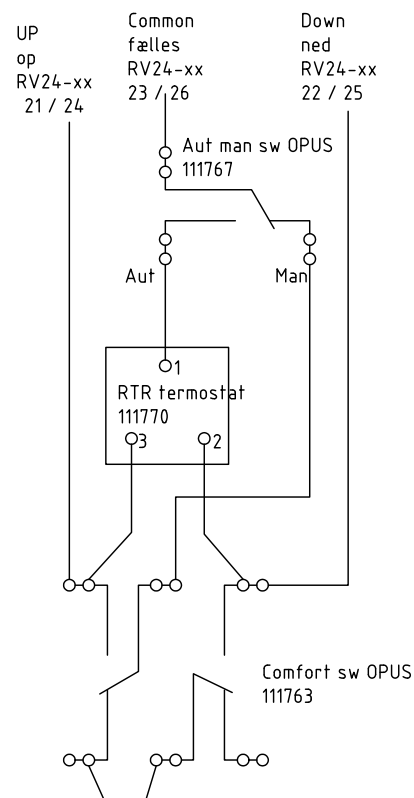 UP
op
RV24-xx
21 / 24
Common
fælles
RV24-xx
23 / 26
Down
ned
RV24-xx
22 / 25
Aut man sw OPUS
111767
Aut
Man
1
RTR termostat
111770
3
2
Comfort sw OPUS
111763